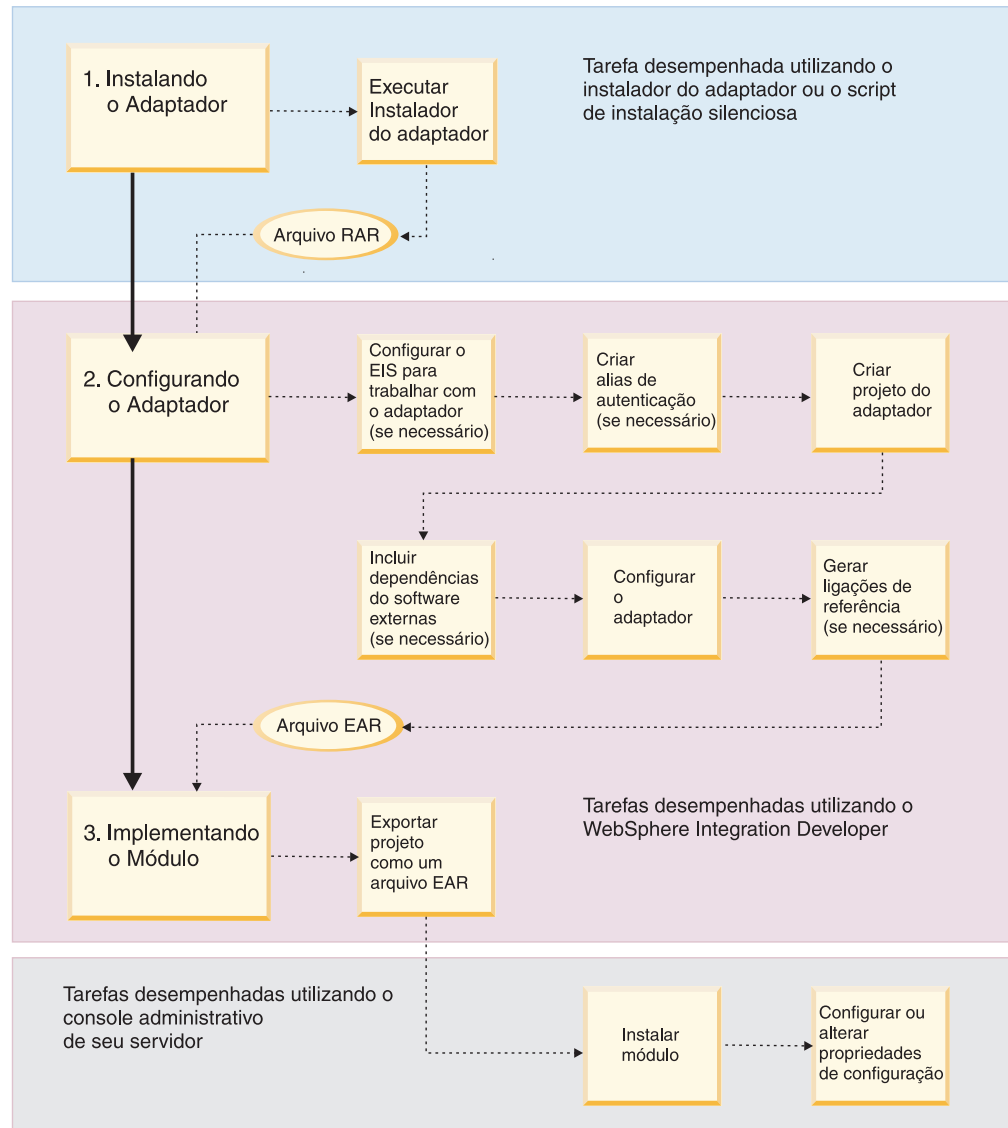 1. Instalando
o Adaptador
Executar
Instalador
do adaptador
Tarefa desempenhada utilizando o
instalador do adaptador ou o script
de instalação silenciosa
Arquivo RAR
2. Configurando
o Adaptador
Configurar o
EIS para
trabalhar com
o adaptador
(se necessário)
Criar
alias de
autenticação
(se necessário)
Criar
projeto do
adaptador
Incluir
dependências
do software
externas
(se necessário)
Configurar
o
adaptador
Gerar
ligações de
referência
(se necessário)
Arquivo EAR
3. Implementando
o Módulo
Exportar
projeto
como um
arquivo EAR
Tarefas desempenhadas utilizando o
WebSphere Integration Developer
Tarefas desempenhadas utilizando o
console administrativo
de seu servidor
Instalar
módulo
Configurar ou
alterar
propriedades
de configuração